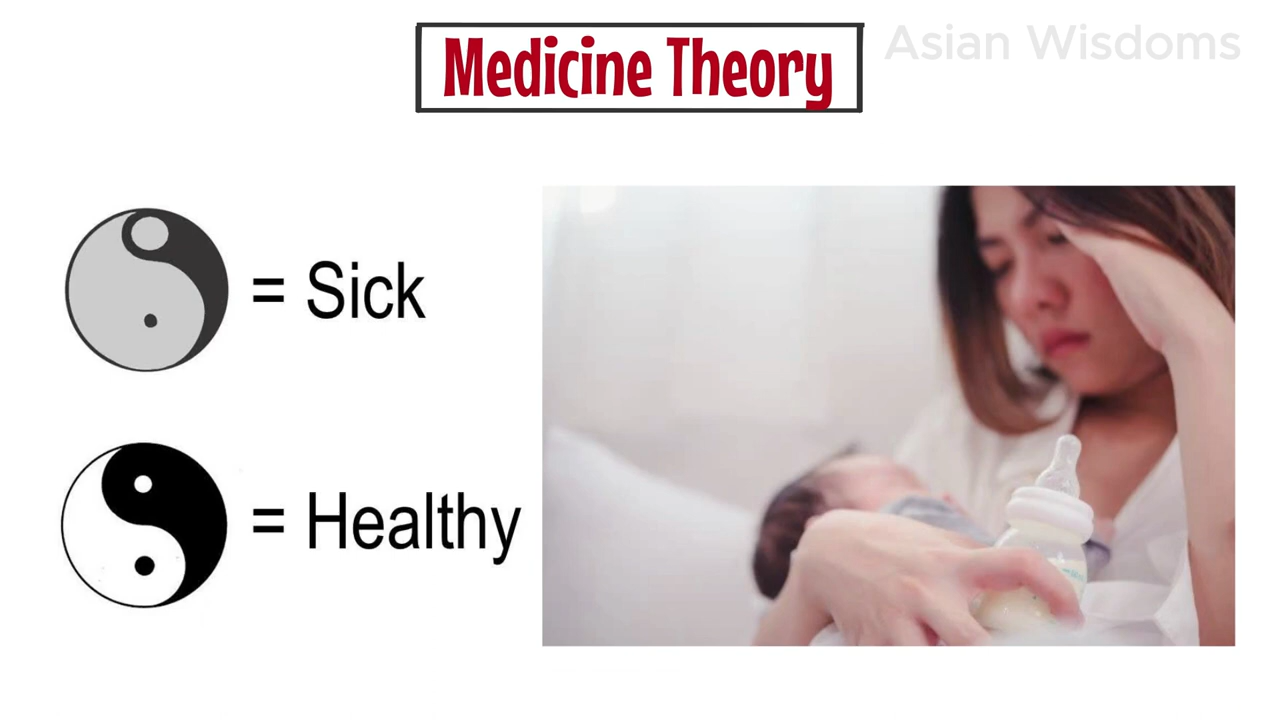 Medicine Theory
Asian Wisdoms
= Sick
= Healthy